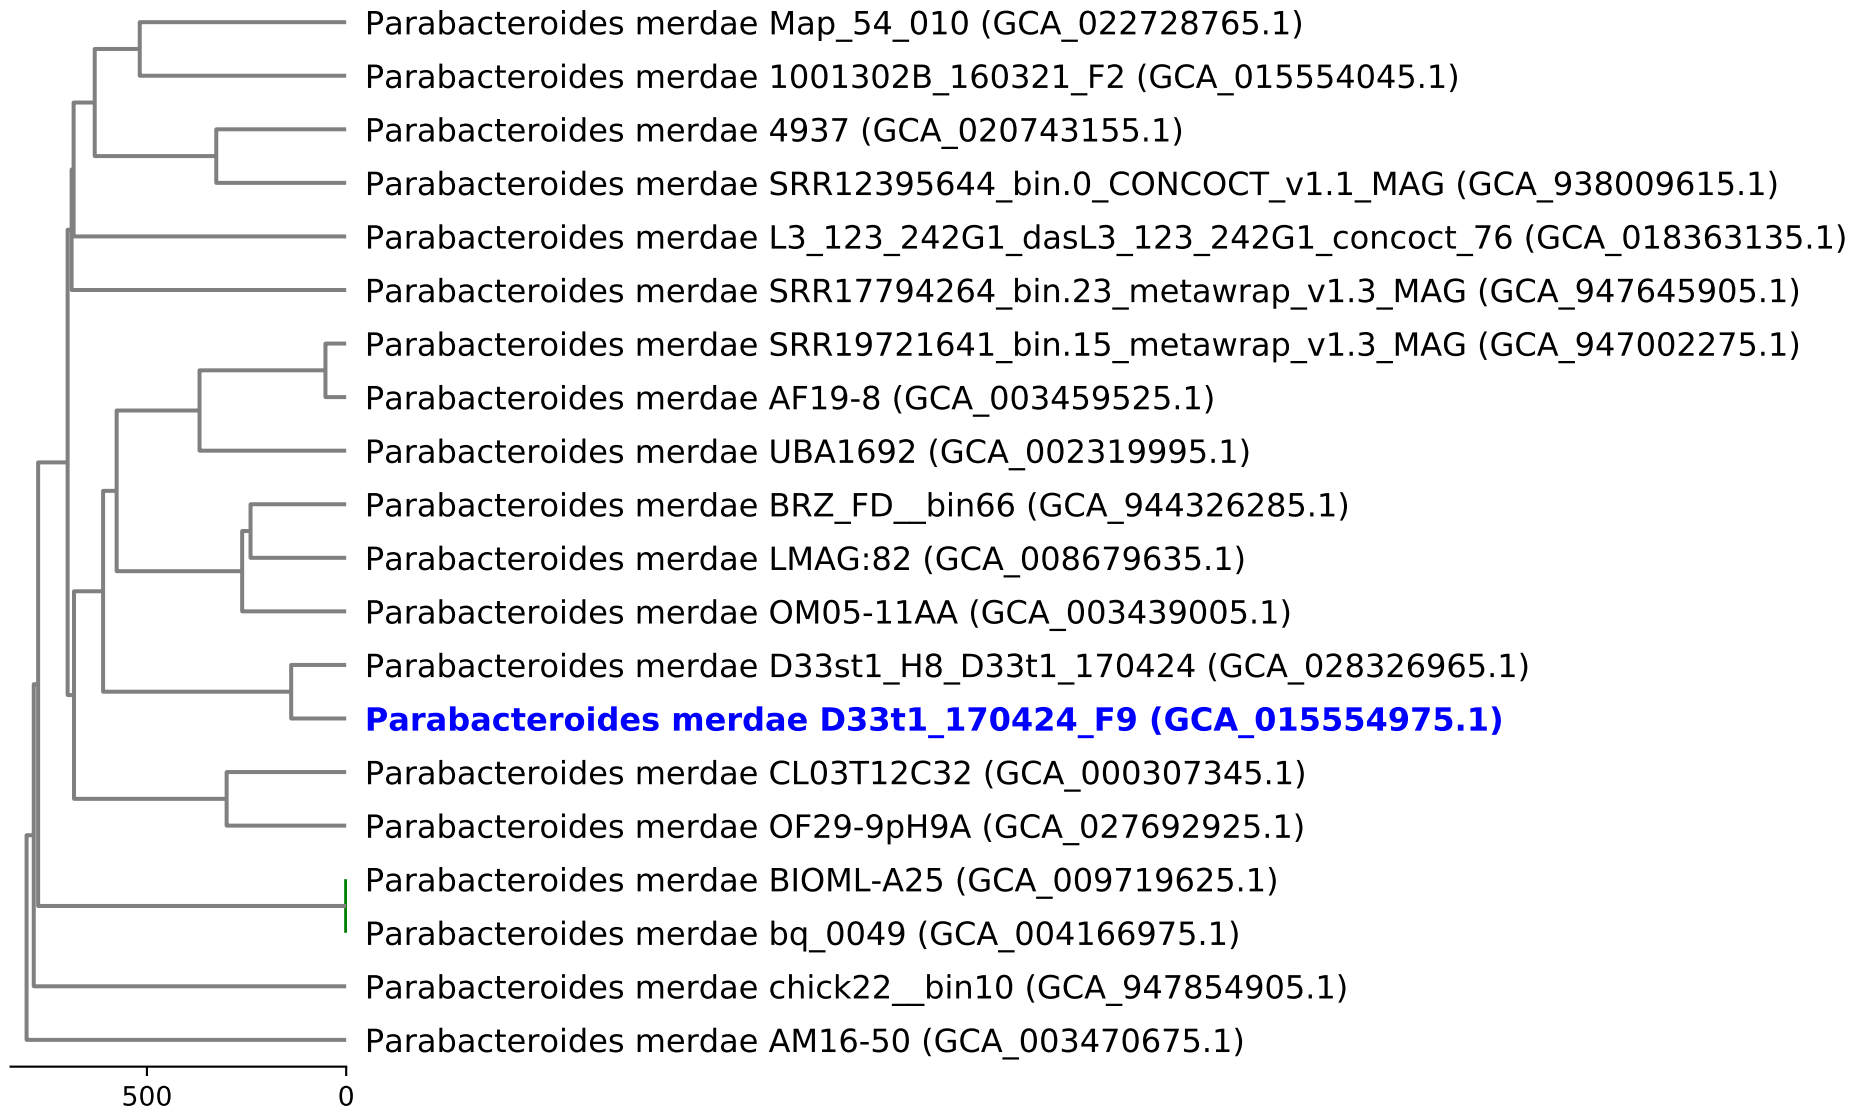 Parabacteroides merdae Map_54_010 (GCA_022728765.1)
Parabacteroides merdae 1001302B_160321_F2 (GCA_015554045.1)
Parabacteroides merdae 4937 (GCA_020743155.1)
Parabacteroides merdae SRR12395644_bin.0_CONCOCT_v1.1_MAG (GCA_938009615.1)
Parabacteroides merdae L3_123_242G1_dasL3_123_242G1_concoct_76 (GCA_018363135.1)
Parabacteroides merdae SRR17794264_bin.23_metawrap_v1.3_MAG (GCA_947645905.1)
Parabacteroides merdae SRR19721641_bin.15_metawrap_v1.3_MAG (GCA_947002275.1)
Parabacteroides merdae AF19-8 (GCA_003459525.1)
Parabacteroides merdae UBA1692 (GCA_002319995.1)
Parabacteroides merdae BRZ_FD__bin66 (GCA_944326285.1)
Parabacteroides merdae LMAG:82 (GCA_008679635.1)
Parabacteroides merdae OM05-11AA (GCA_003439005.1)
Parabacteroides merdae D33st1_H8_D33t1_170424 (GCA_028326965.1)
Parabacteroides merdae D33t1_170424_F9 (GCA_015554975.1)
Parabacteroides merdae CL03T12C32 (GCA_000307345.1)
Parabacteroides merdae OF29-9pH9A (GCA_027692925.1)
Parabacteroides merdae BIOML-A25 (GCA_009719625.1)
Parabacteroides merdae bq_0049 (GCA_004166975.1)
Parabacteroides merdae chick22__bin10 (GCA_947854905.1)
Parabacteroides merdae AM16-50 (GCA_003470675.1)
500 0